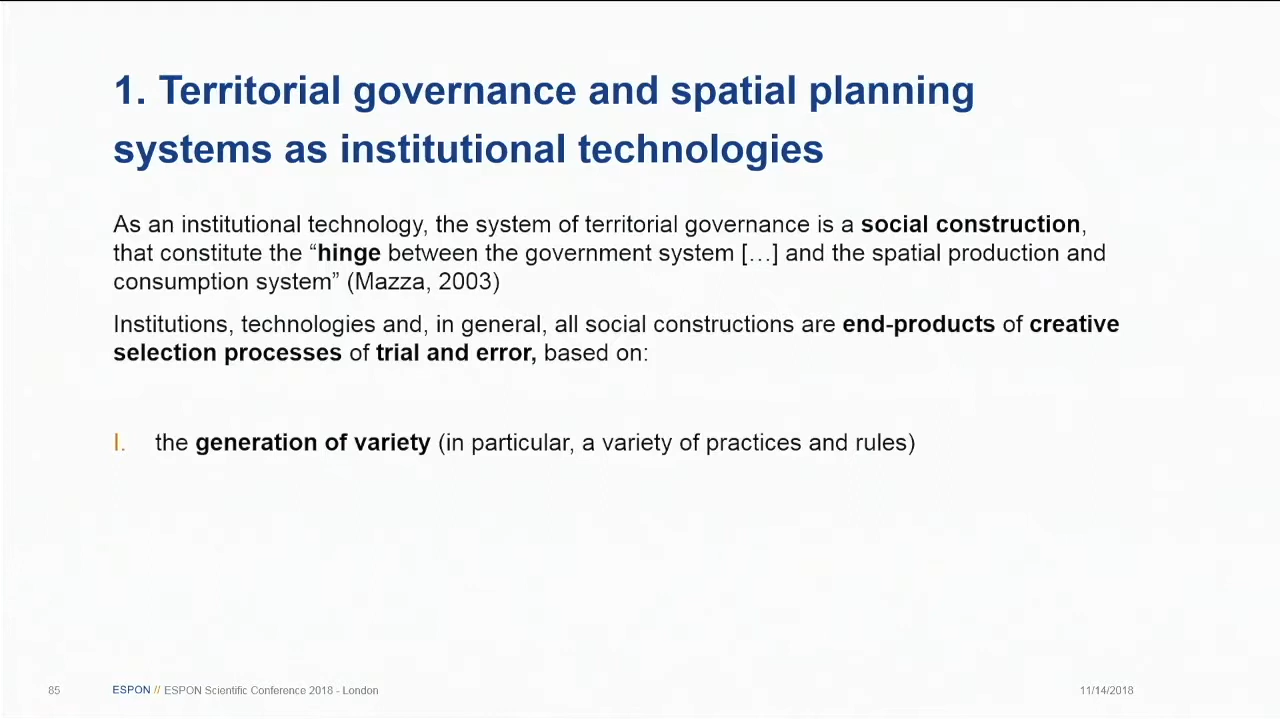 1. Territorial governance and spatial planning
systems as institutional technologies
As an institutional technology, the system of territorial governance is a social construction,
that constitute the “hinge between the government system […] and the spatial production and
consumption system” (Mazza, 2003)
Institutions, technologies and, in general, all social constructions are end-products of creative
selection processes of trial and error, based on:
I. the generation of variety (in particular, a variety of practices and rules)
85 ESPON // ESPON Scientific Conference 2018 - London 11/14/2018